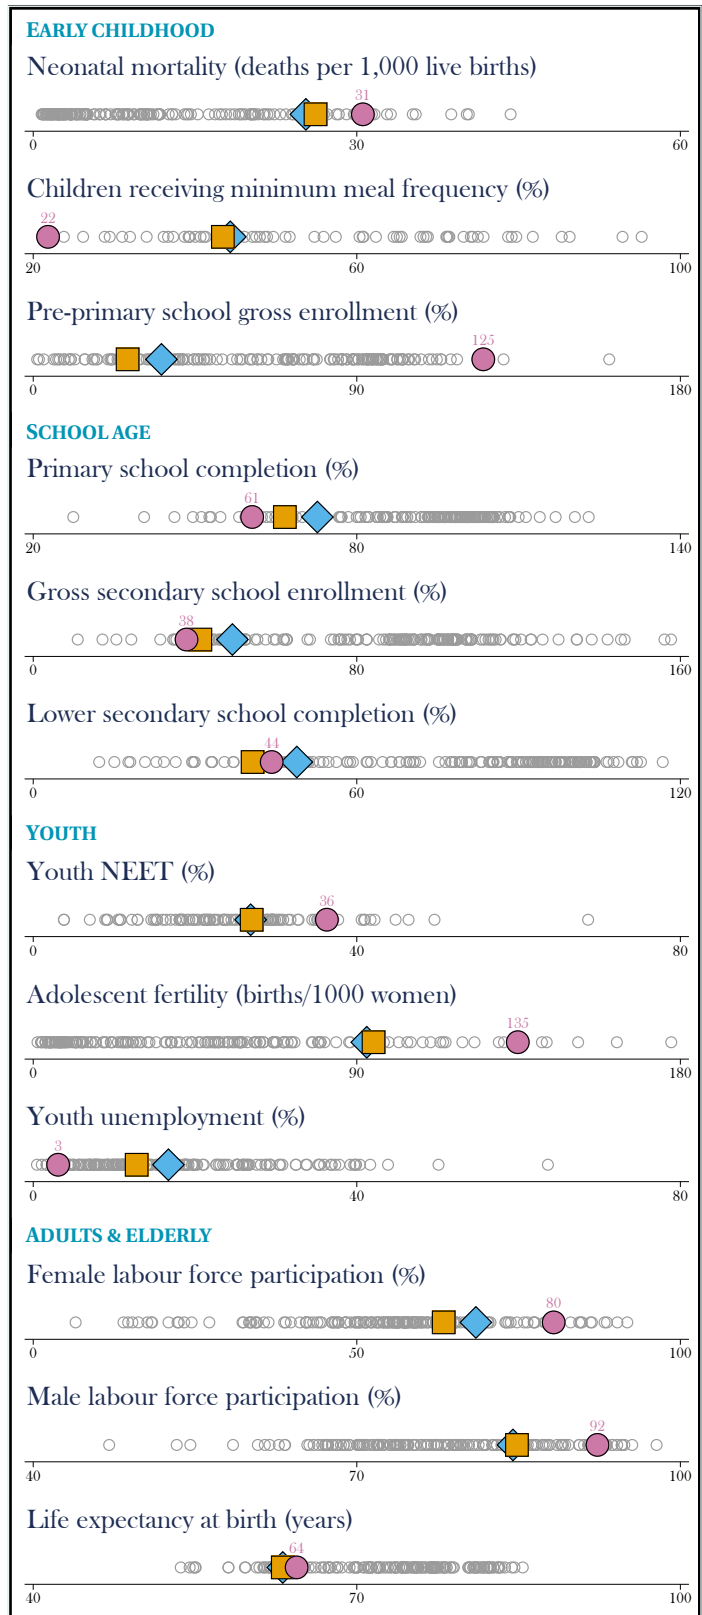 EARLY CHILDHOOD
Neonatal mortality (deaths per 1,000 live births)
31
0 30 60
Children receiving minimum meal frequency (%)
22
20 60 100
Pre-primary school gross enrollment (%)
125
0 90 180
SCHOOL AGE
Primary school completion (%)
61
20 80 140
Gross secondary school enrollment (%)
38
0 80 160
Lower secondary school completion (%)
44
0 60 120
YOUTH
Youth NEET (%)
36
0 40 80
Adolescent fertility (births/1000 women)
135
0 90 180
Youth unemployment (%)
3
0 40 80
ADULTS & ELDERLY
Female labour force participation (%)
80
0 50 100
Male labour force participation (%)
92
40 70 100
Life expectancy at birth (years)
64
40 70 100